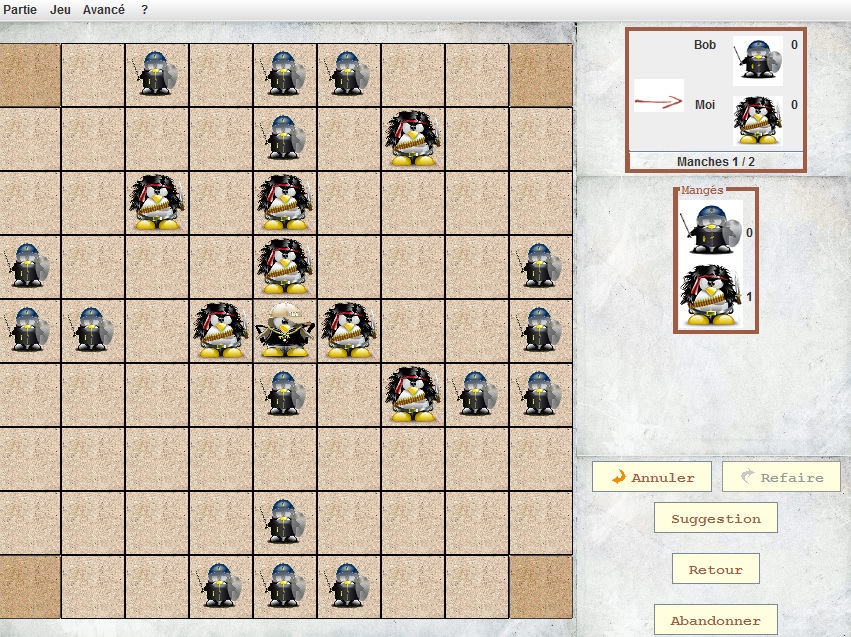 Partie Jeu Avancé ?
Bob 0
Moi 0
Manches 1 / 2
Mangés
0
1
Annuler Refaire
Suggestion
Retour
Abandonner